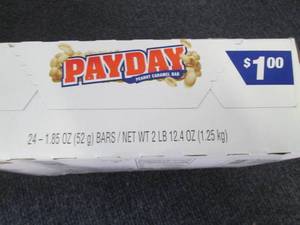 PAYDAY
PEANUT CARAMEL BAR
$1.00
24 – 1.85 OZ (52 g) BARS / NET WT 2 LB 12.4 OZ (1.25 kg)